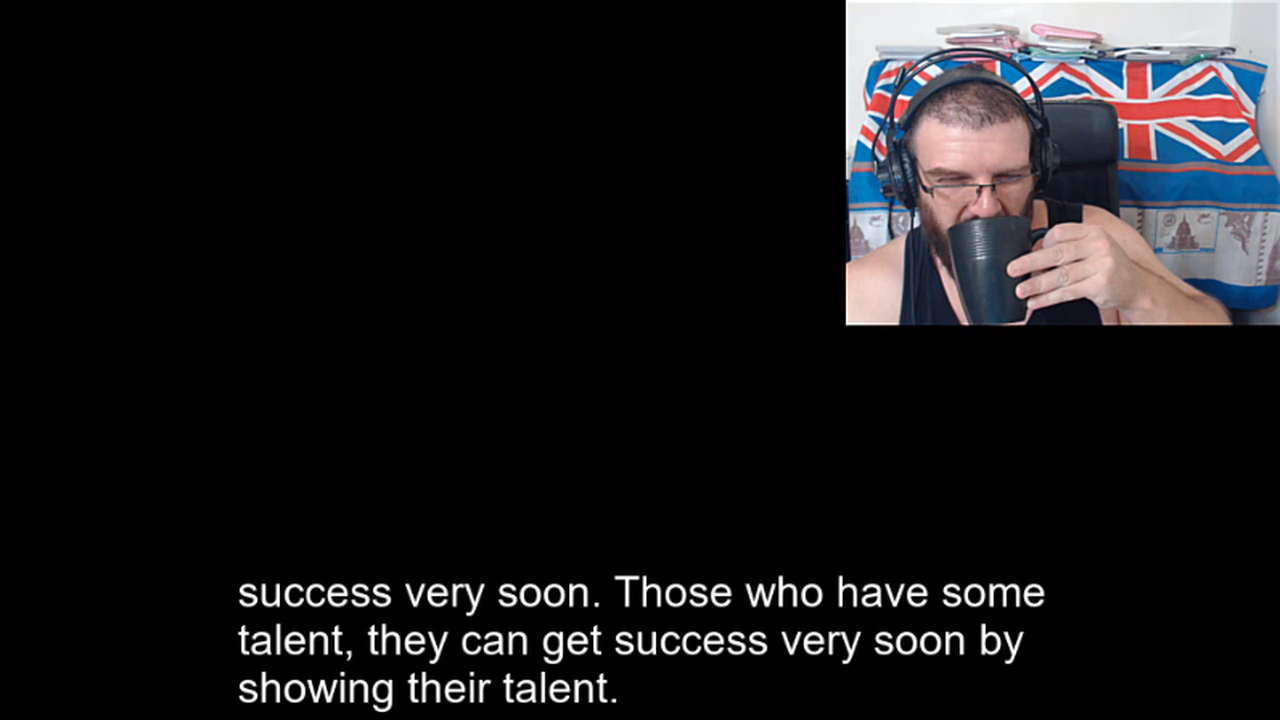 success very soon. Those who have some
talent, they can get success very soon by
showing their talent.